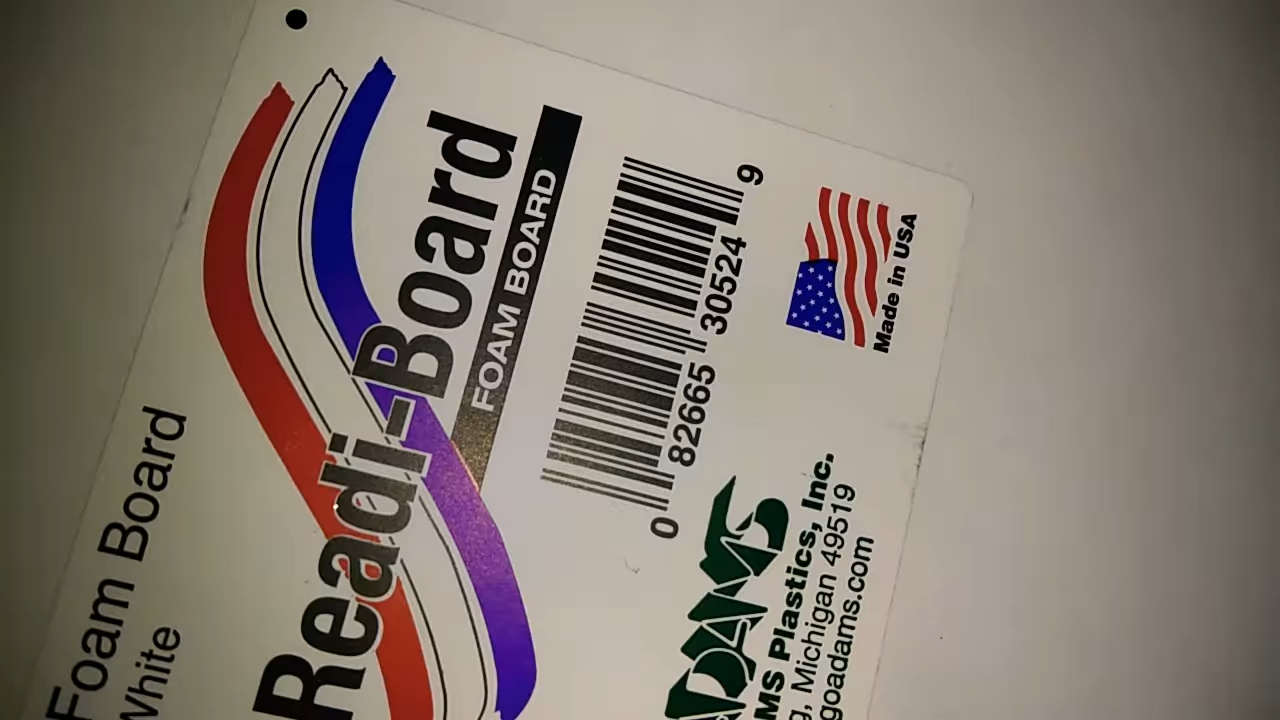 Foam Board
White
Readi-Board
FOAM BOARD
0 82665 30524 9
ADAMS
Plastics, Inc.
Michigan 49519
goadams.com
Made in USA